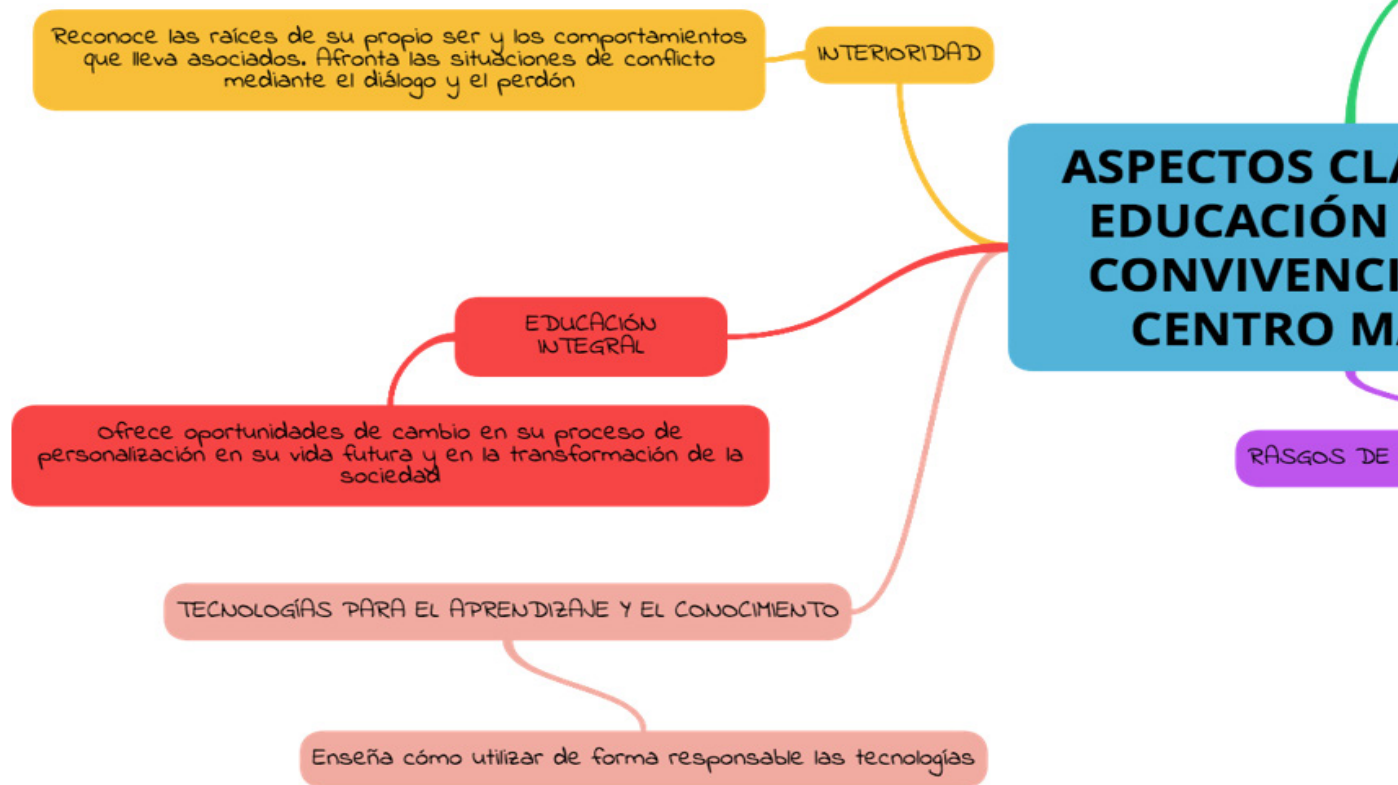 Reconoce las raíces de su propio ser y los comportamientos
que lleva asociados. Afronta las situaciones de conflicto
mediante el diálogo y el perdón
INTERIORIDAD
ASPECTOS
EDUCACIÓN
CENTRO
EDUCACIÓN
INTEGRAL
Ofrece oportunidades de cambio en su proceso de
personalización en su vida futura y en la transformación de la
sociedad
RASGOS DE
TECNOLOGÍAS PARA EL APRENDIZAJE Y EL CONOCIMIENTO
Enseña cómo utilizar de forma responsable las tecnologías